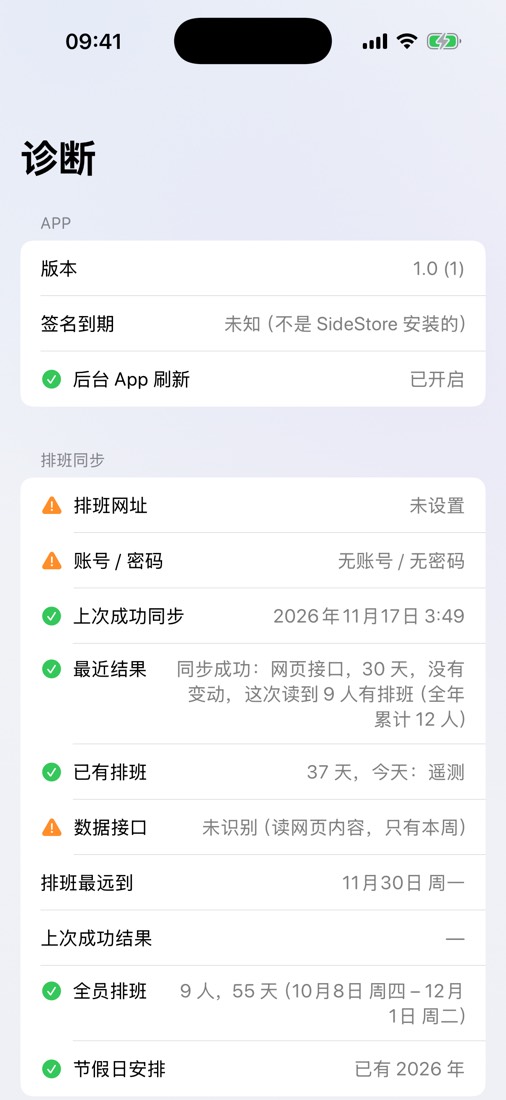 09:41
诊断
APP
版本 1.0 (1)
签名到期 未知（不是 SideStore 安装的）
后台 App 刷新 已开启
排班同步
排班网址 未设置
账号 / 密码 无账号 / 无密码
上次成功同步 2026年11月17日 3:49
最近结果 同步成功：网页接口，30 天，没有
变动，这次读到 9 人有排班（全年
累计 12 人）
已有排班 37 天，今天：遥测
数据接口 未识别（读网页内容，只有本周）
排班最远到 11月30日 周一
上次成功结果 —
全员排班 9 人，55 天（10月8日 周四 – 12月
1日 周二）
节假日安排 已有 2026 年